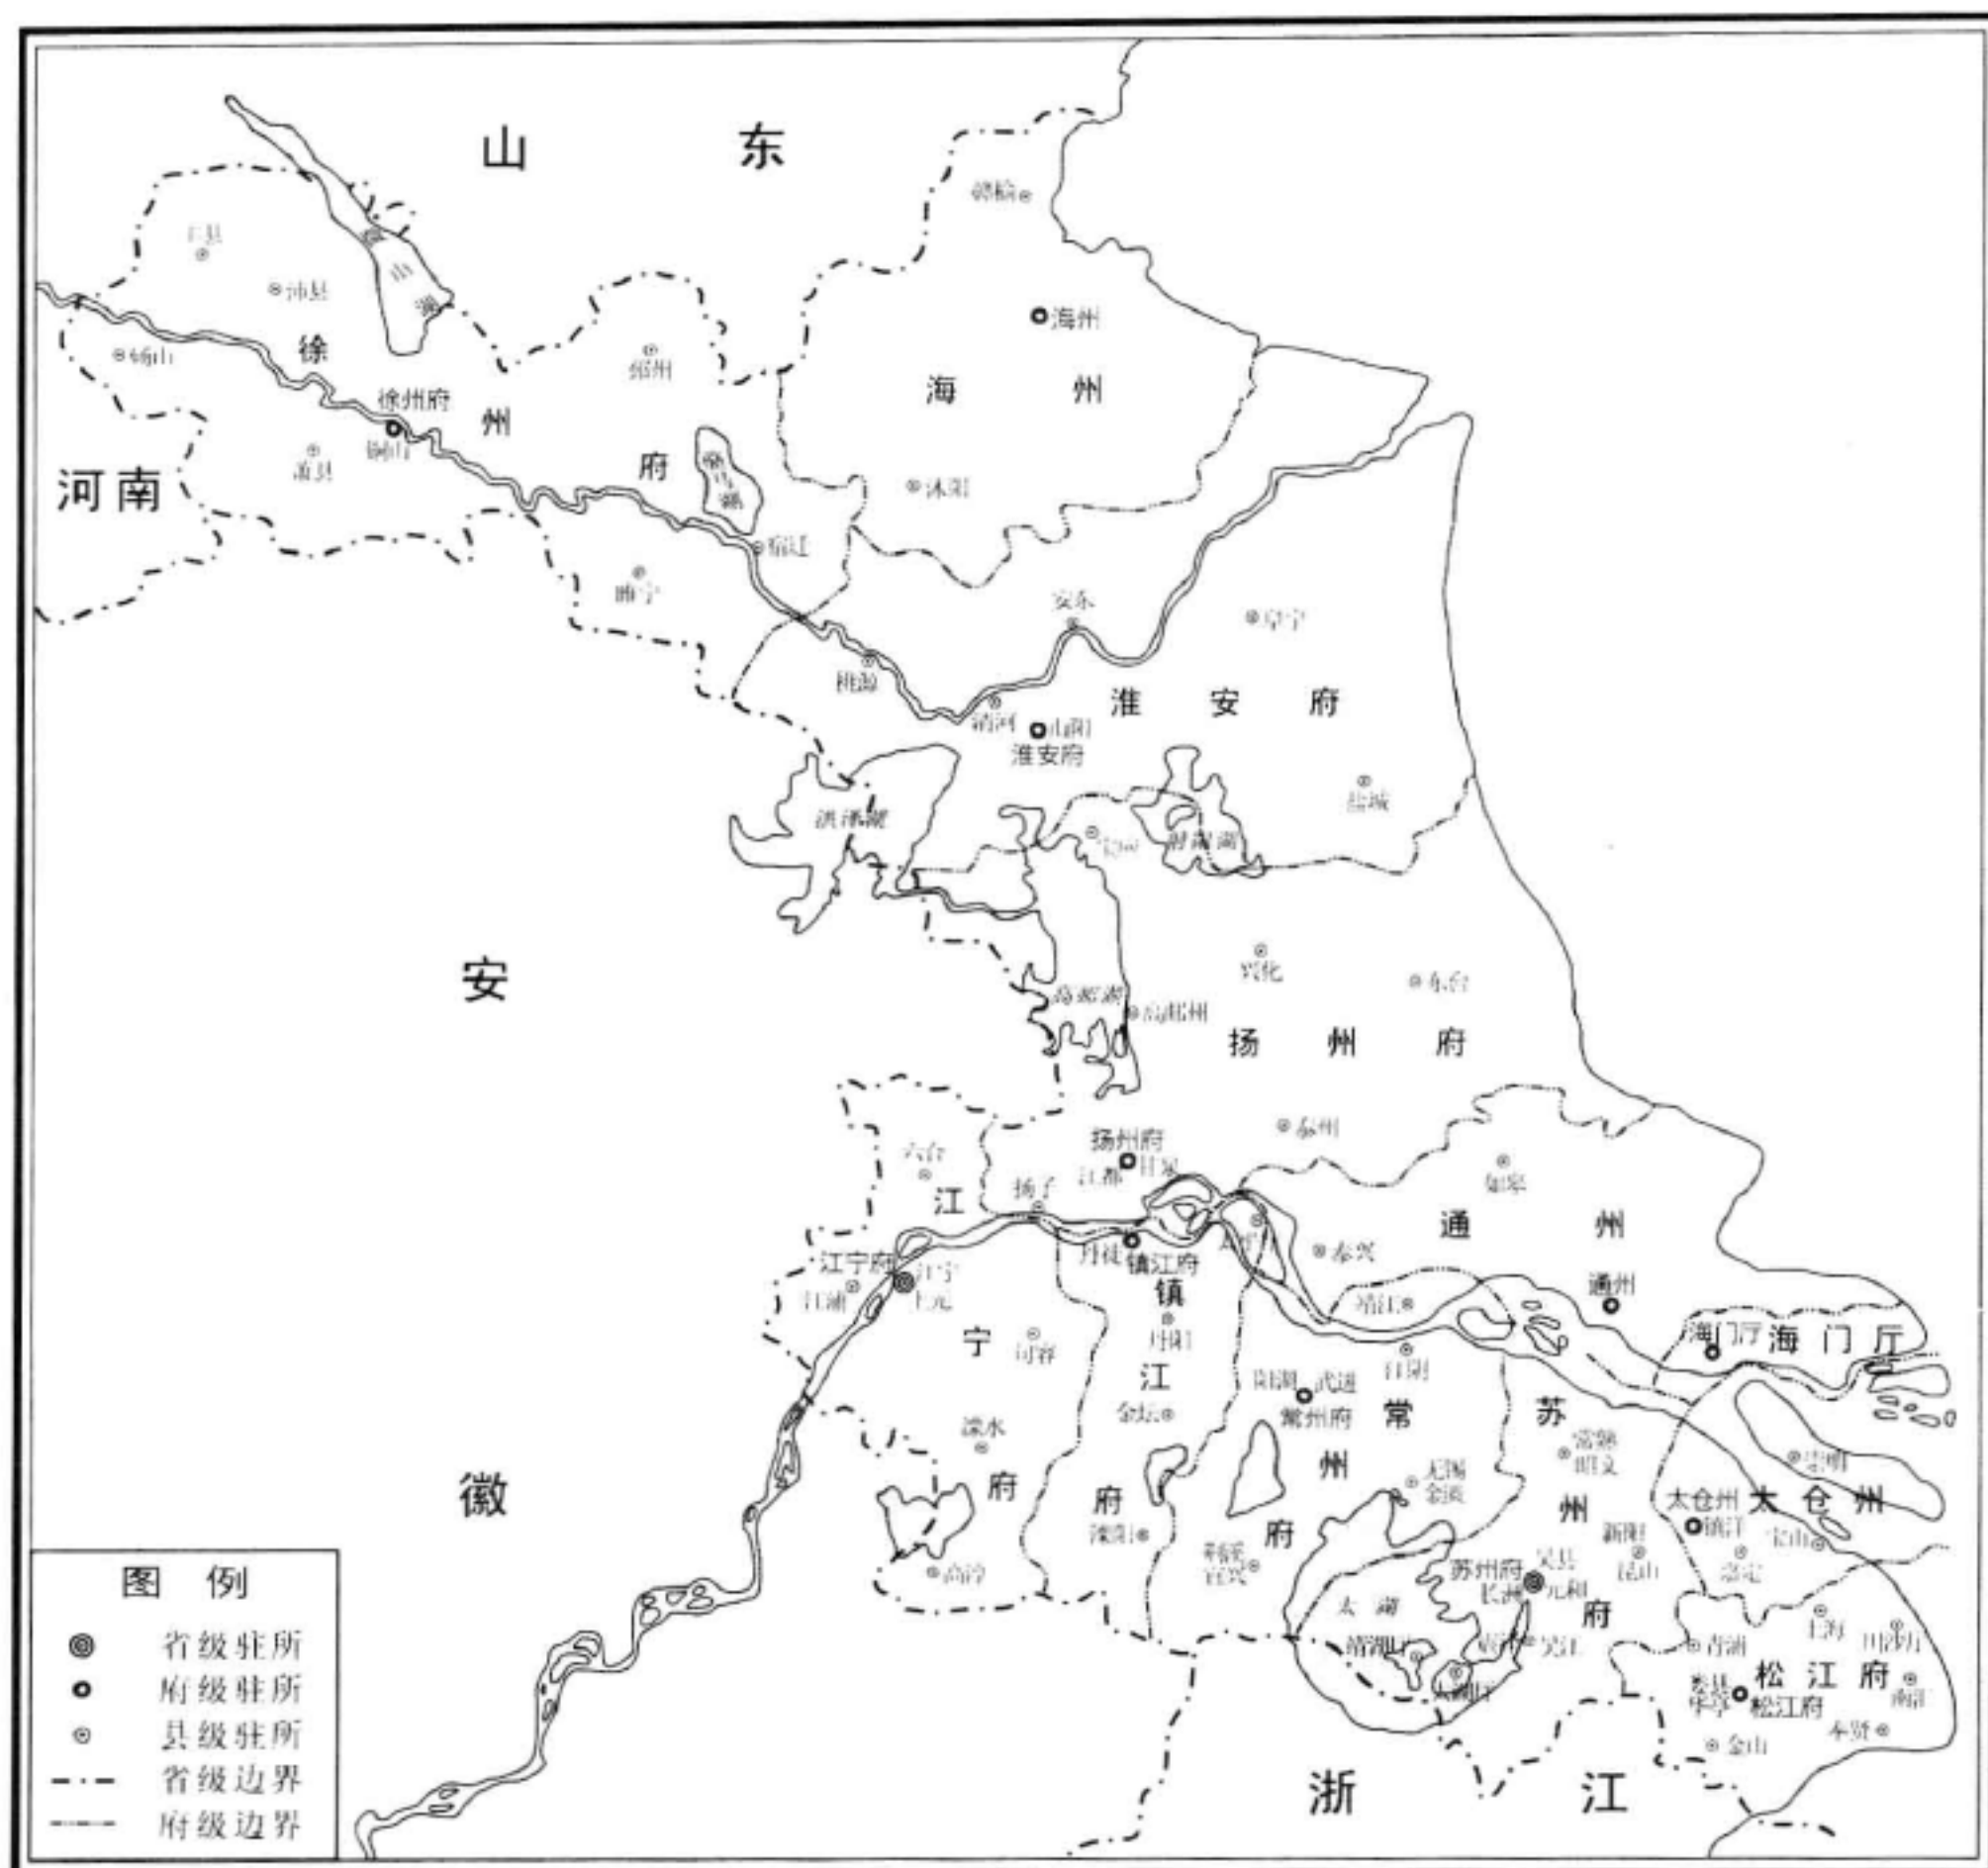 山 东
赣榆
沛县
微山湖
砀山
徐州府
邳州
海州
海州
徐州府
铜山
萧县
河南
沭阳
宿迁
睢宁
安东
阜宁
桃源
清河
山阳
淮安府
淮安府
盐城
洪泽湖
射阳湖
安徽
兴化
东台
高邮湖
高邮州
扬州府
泰州
扬州府
江都 甘泉
如皋
扬子
通州
江宁府
江宁府
江宁
上元
江浦
丹徒
镇江府
镇江府
泰兴
通州
靖江
丹阳
句容
海门厅
海门厅
江阴
阳湖 武进
常州府
常州府
金坛
溧水
苏州府
常熟
昭文
无锡
金匮
崇明
太仓州
太仓州
镇洋
宝山
嘉定
新阳
昆山
溧阳
高淳
荆溪
宜兴
苏州府
吴县
长洲 元和
太湖
靖湖厅
太湖厅
吴江
上海
川沙厅
青浦
松江府
娄县
华亭
松江府
南汇
奉贤
金山
浙江
图例
省级驻所
府级驻所
县级驻所
省级边界
府级边界